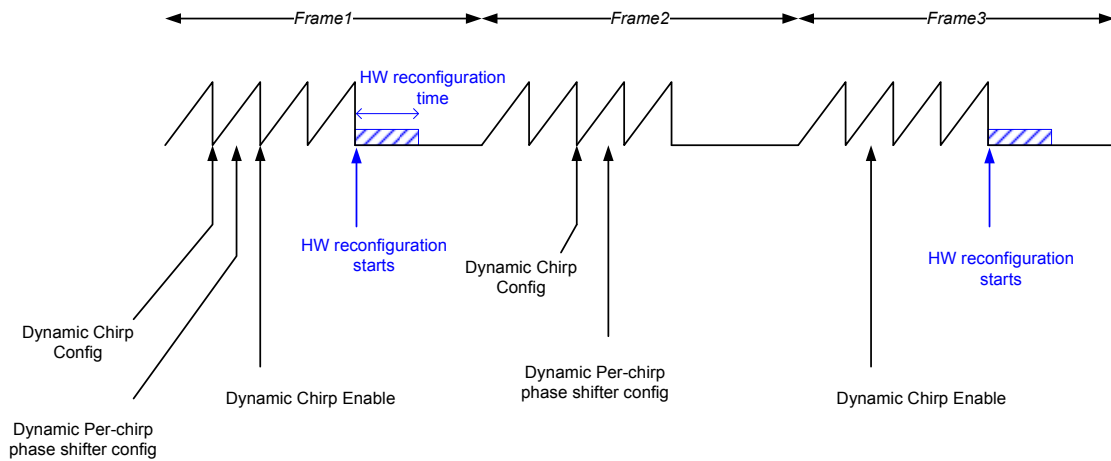 Frame1
Frame2
Frame3
HW reconfiguration
time
HW reconfiguration
starts
Dynamic Chirp
Config
HW reconfiguration
starts
Dynamic Chirp
Config
Dynamic Per-chirp
phase shifter config
Dynamic Chirp Enable
Dynamic Chirp Enable
Dynamic Per-chirp
phase shifter config